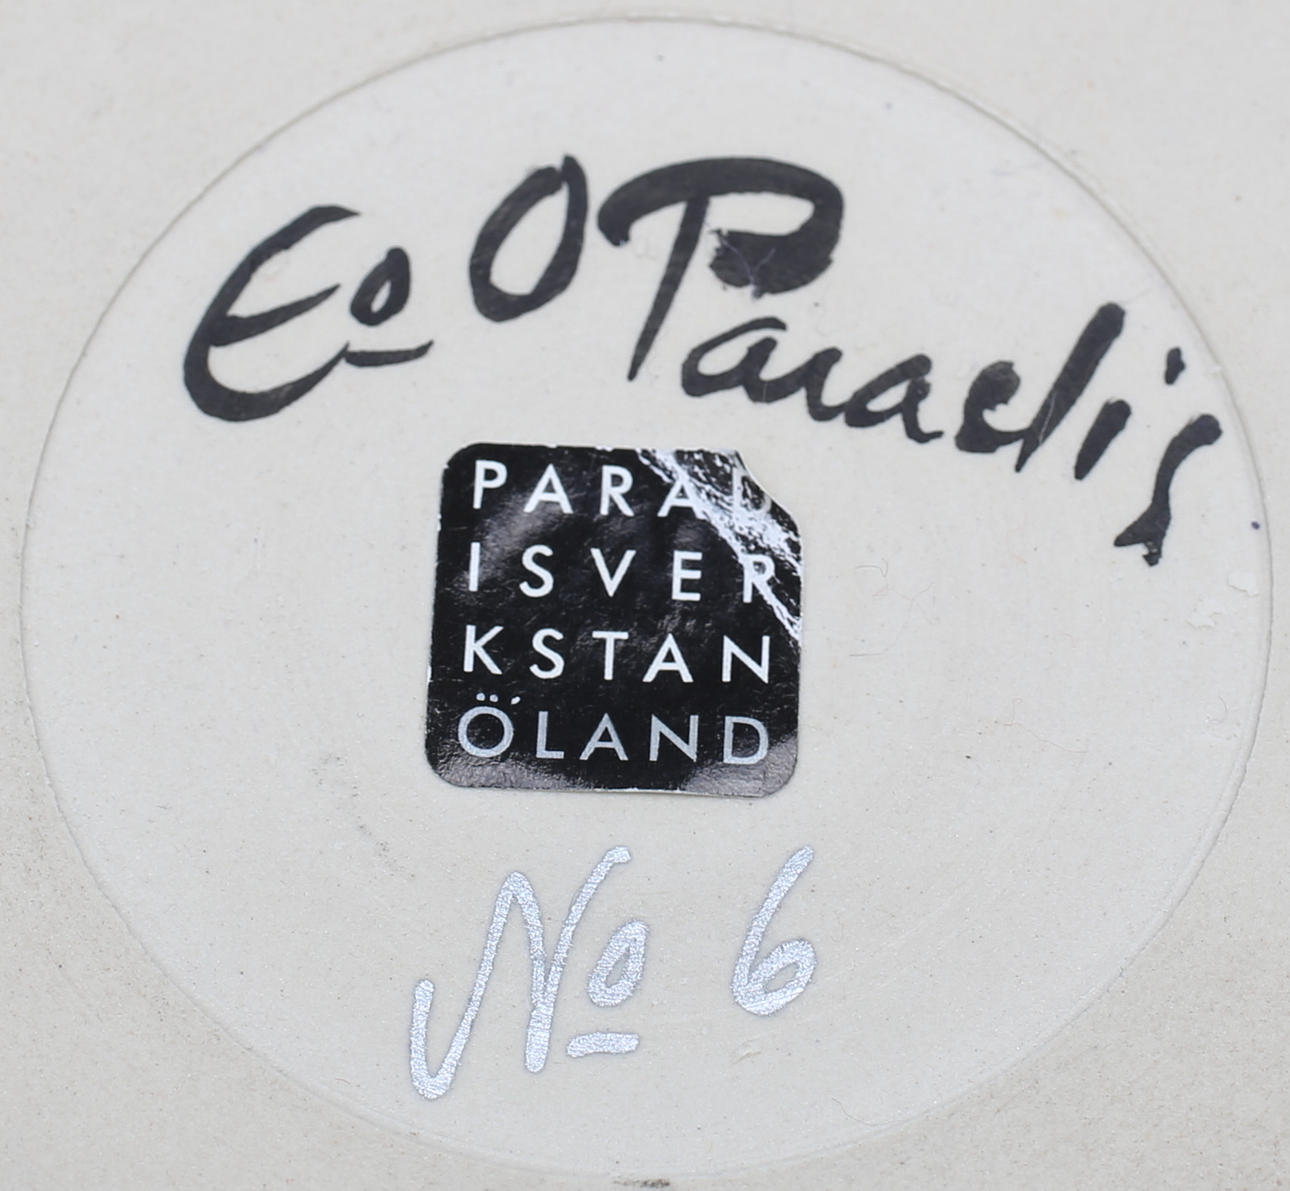 Eo O Paradis
PARAD
ISVER
KSTAN
ÖLAND
No 6